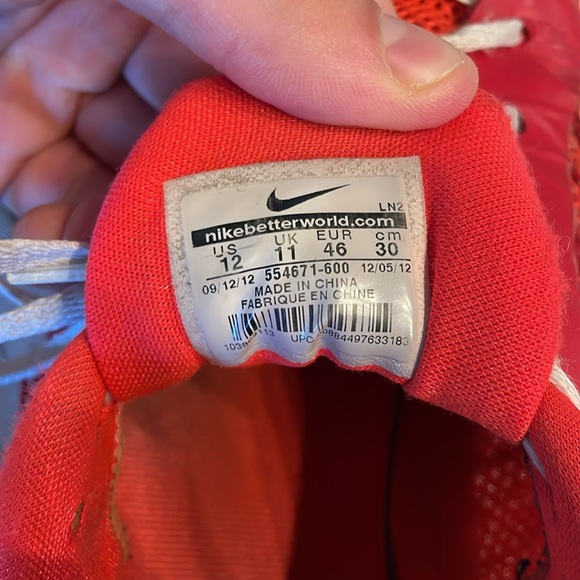 LN2
nikebetterworld.com
US UK EUR cm
12 11 46 30
09/12/12 554671-600 12/05/12
MADE IN CHINA
FABRIQUE EN CHINE
UPC 0884497633183